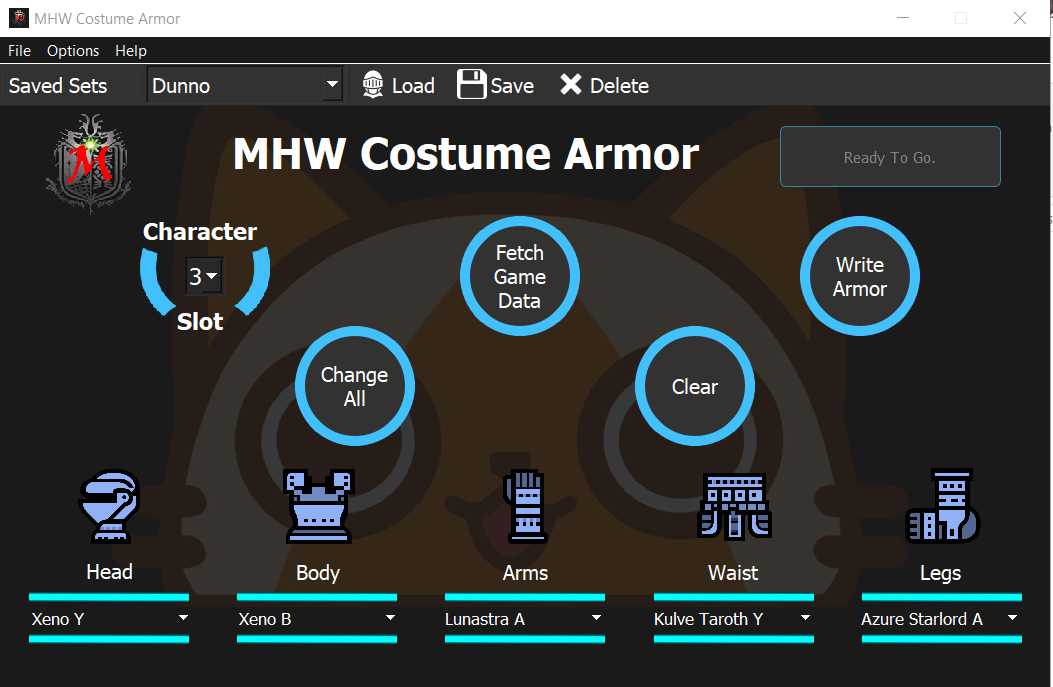 MHW Costume Armor
File Options Help
Saved Sets Dunno Load Save Delete
M
MHW Costume Armor
Ready To Go.
Character
3
Slot
Fetch
Game
Data
Write
Armor
Change
All
Clear
Head Body Arms Waist Legs
Xeno Y Xeno B Lunastra A Kulve Taroth Y Azure Starlord A